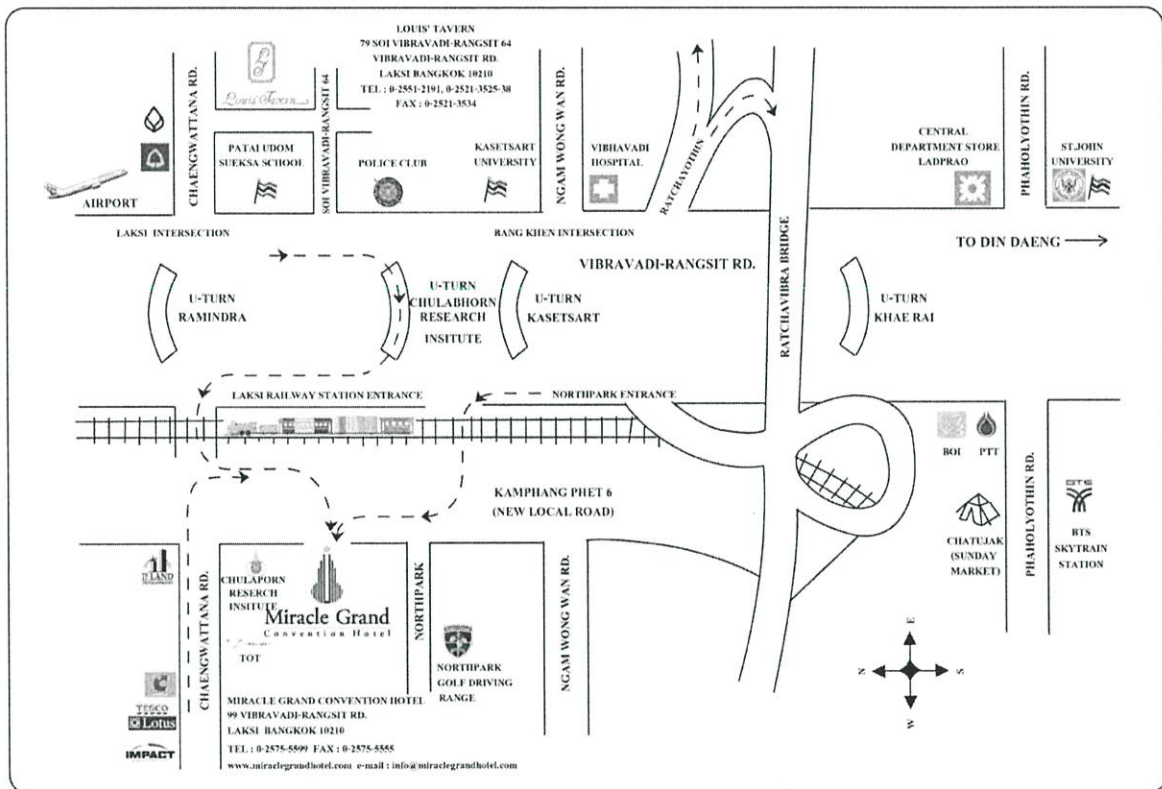 LOUIS' TAVERN
79 SOI VIBRAVADI-RANGSIT 64
VIBRAVADI-RANGSIT RD.
LAKSI BANGKOK 10210
TEL : 0-2551-2191, 0-2521-3525-38
FAX : 0-2521-3534
CHAENGWATTANA RD.
Louis' Tavern
SOI VIBRAVADI-RANGSIT 64
NGAM WONG WAN RD.
PHAHOLYOTHIN RD.
AIRPORT
PATAI UDOM
SUEKSA SCHOOL
POLICE CLUB
KASETSART
UNIVERSITY
VIBHAVADI
HOSPITAL
RATCHAYOTHIN
CENTRAL
DEPARTMENT STORE
LADPRAO
ST.JOHN
UNIVERSITY
LAKSI INTERSECTION
BANG KHEN INTERSECTION
TO DIN DAENG
VIBRAVADI-RANGSIT RD.
RATCHAVIBRA BRIDGE
U-TURN
RAMINDRA
U-TURN
CHULABHORN
RESEARCH
INSITUTE
U-TURN
KASETSART
U-TURN
KHAE RAI
LAKSI RAILWAY STATION ENTRANCE
NORTHPARK ENTRANCE
BOI
PTT
KAMPHANG PHET 6
(NEW LOCAL ROAD)
CHATUJAK
(SUNDAY
MARKET)
PHAHOLYOTHIN RD.
BTS
BTS
SKYTRAIN
STATION
CHAENGWATTANA RD.
CHULAPORN
RESERCH
INSITUTE
Miracle Grand
Convention Hotel
TOT
NORTHPARK
NORTHPARK
GOLF DRIVING
RANGE
NGAM WONG WAN RD.
N
E
S
W
TESCO
Lotus
IMPACT
MIRACLE GRAND CONVENTION HOTEL
99 VIBRAVADI-RANGSIT RD.
LAKSI BANGKOK 10210
TEL : 0-2575-5599 FAX : 0-2575-5555
www.miraclegrandhotel.com e-mail : info@miraclegrandhotel.com